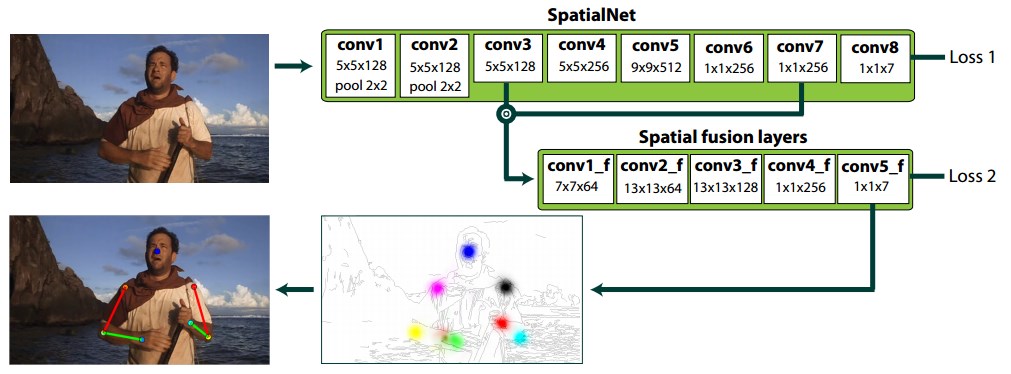 SpatialNet
conv1 conv2 conv3 conv4 conv5 conv6 conv7 conv8
5x5x128 5x5x128 5x5x128 5x5x256 9x9x512 1x1x256 1x1x256 1x1x7
pool 2x2 pool 2x2
Loss 1
Spatial fusion layers
conv1_f conv2_f conv3_f conv4_f conv5_f
7x7x64 13x13x64 13x13x128 1x1x256 1x1x7
Loss 2